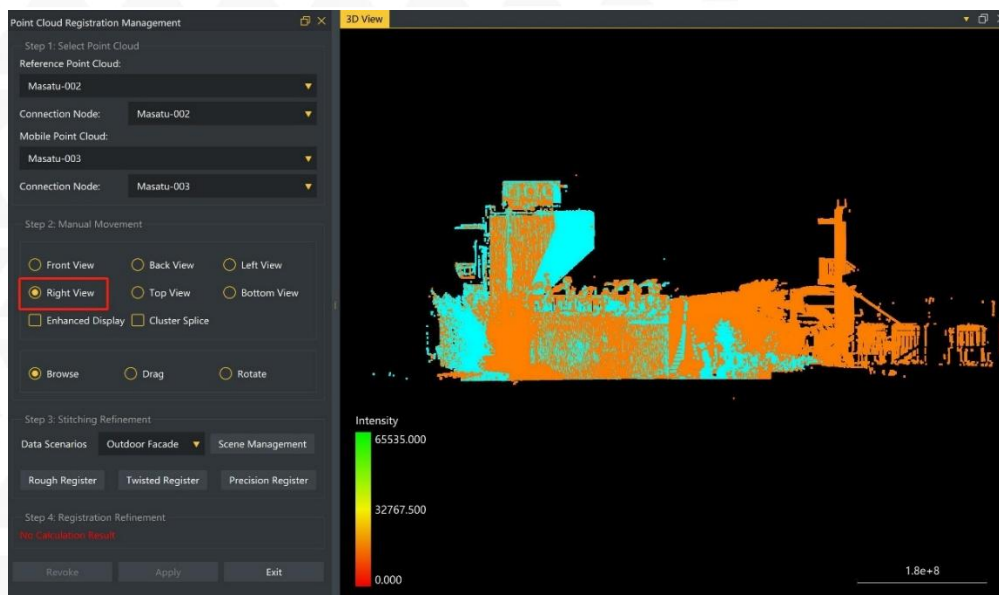 Point Cloud Registration Management
3D View
Step 1: Select Point Cloud
Reference Point Cloud:
Masatu-002
Connection Node: Masatu-002
Mobile Point Cloud:
Masatu-003
Connection Node: Masatu-003
Step 2: Manual Movement
Front View Back View Left View
Right View Top View Bottom View
Enhanced Display Cluster Splice
Browse Drag Rotate
Step 3: Stitching Refinement
Data Scenarios Outdoor Facade Scene Management
Rough Register Twisted Register Precision Register
Step 4: Registration Refinement
No Calculation Result
Revoke Apply Exit
Intensity
65535.000
32767.500
0.000
1.8e+8